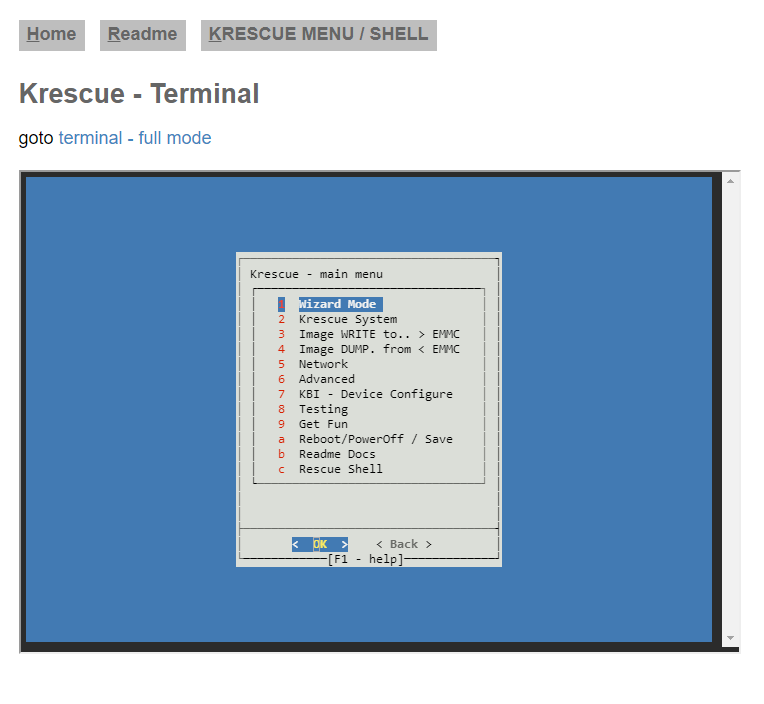 Home Readme KRESCUE MENU / SHELL
Krescue - Terminal
goto terminal - full mode
Krescue - main menu
1 Wizard Mode
2 Krescue System
3 Image WRITE to.. > EMMC
4 Image DUMP. from < EMMC
5 Network
6 Advanced
7 KBI - Device Configure
8 Testing
9 Get Fun
a Reboot/PowerOff / Save
b Readme Docs
c Rescue Shell
< OK > < Back >
[F1 - help]